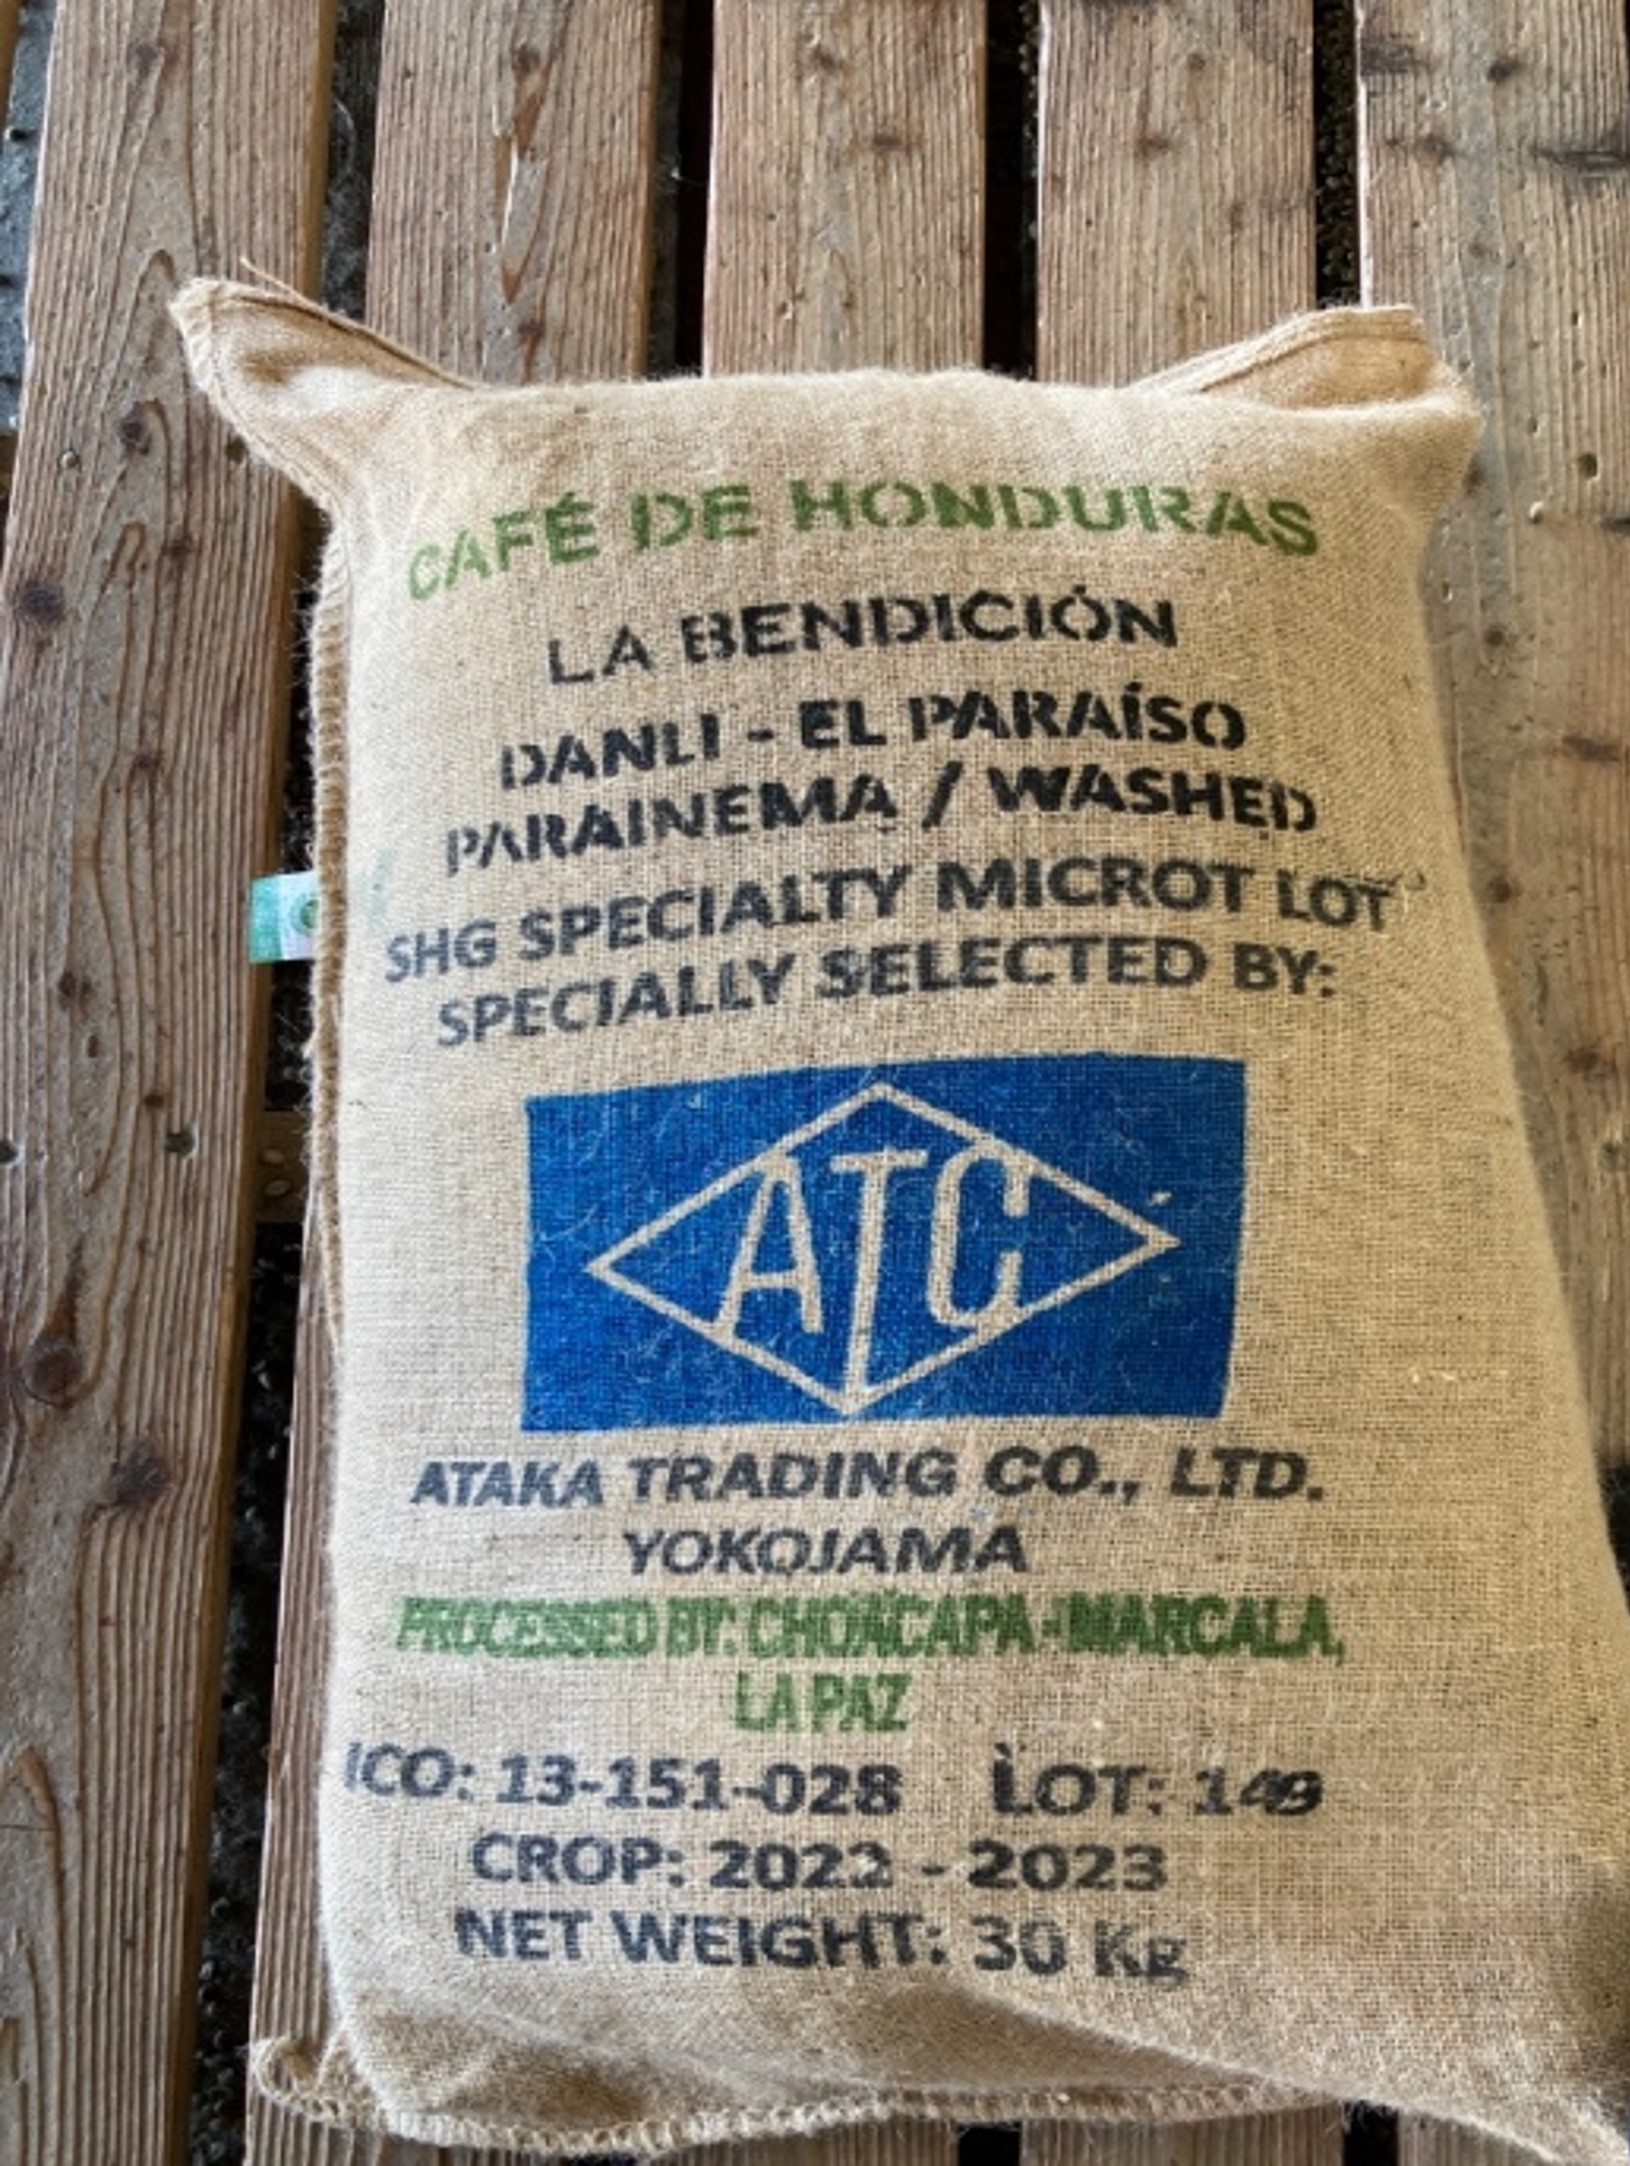 CAFÉ DE HONDURAS
LA BENDICIÓN
DANLI - EL PARAÍSO
PARAINEMA / WASHED
SHG SPECIALTY MICROT LOT
SPECIALLY SELECTED BY:
ATC
ATAKA TRADING CO., LTD.
YOKOJAMA
PROCESSED BY: CHOACAPA - MARCALA,
LA PAZ
ICO: 13-151-028 LOT: 149
CROP: 2022 - 2023
NET WEIGHT: 30 Kg